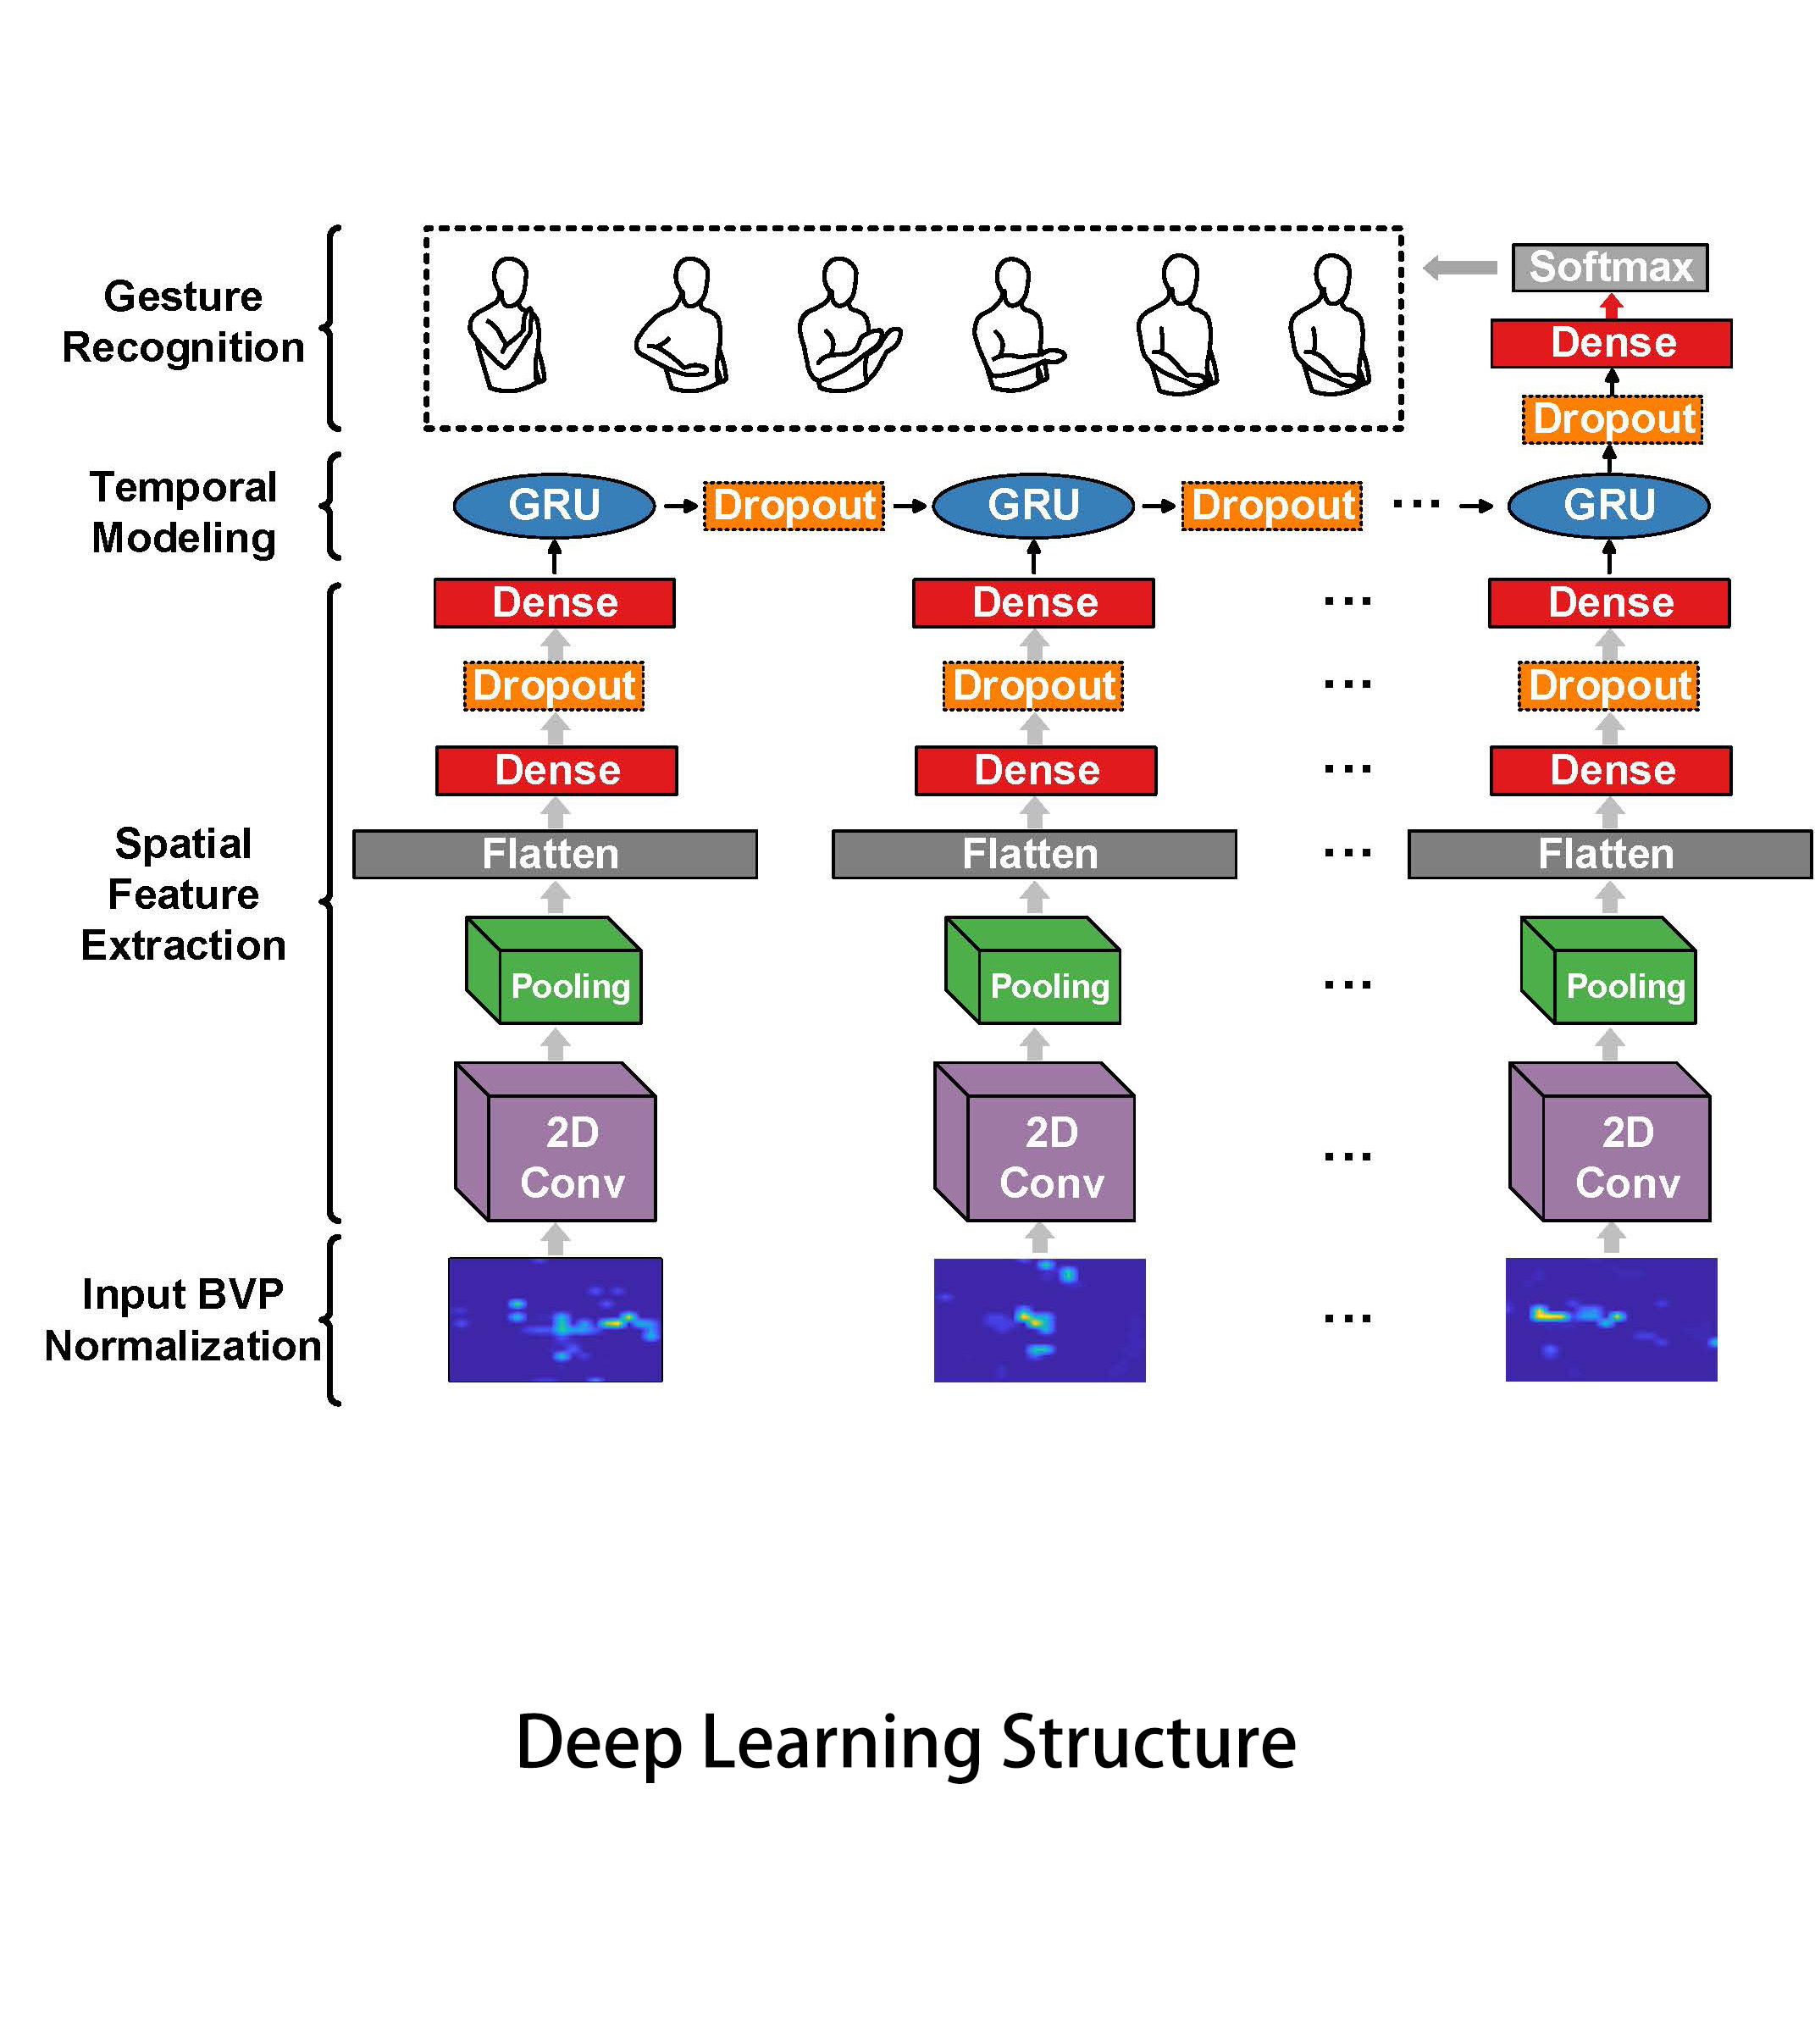 Gesture
Recognition
Softmax
Dense
Dropout
Temporal
Modeling
GRU Dropout GRU Dropout ... GRU
Dense Dense ... Dense
Dropout Dropout ... Dropout
Dense Dense ... Dense
Spatial
Feature
Extraction
Flatten Flatten ... Flatten
Pooling Pooling ... Pooling
2D 2D 2D
Conv Conv ... Conv
Input BVP
Normalization
...
Deep Learning Structure